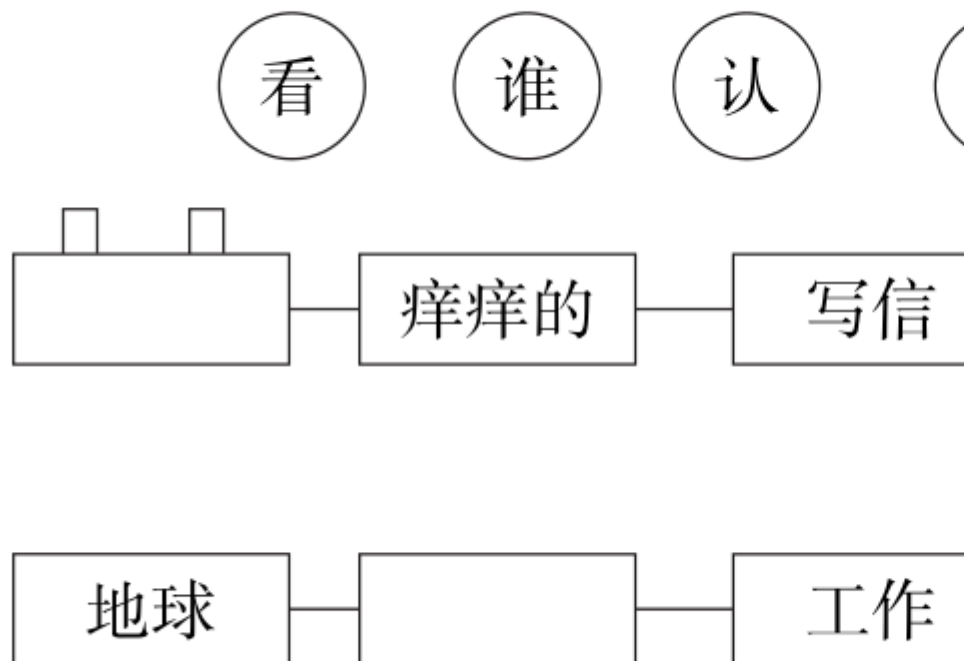 看 谁 认
痒痒的 写信
地球 工作